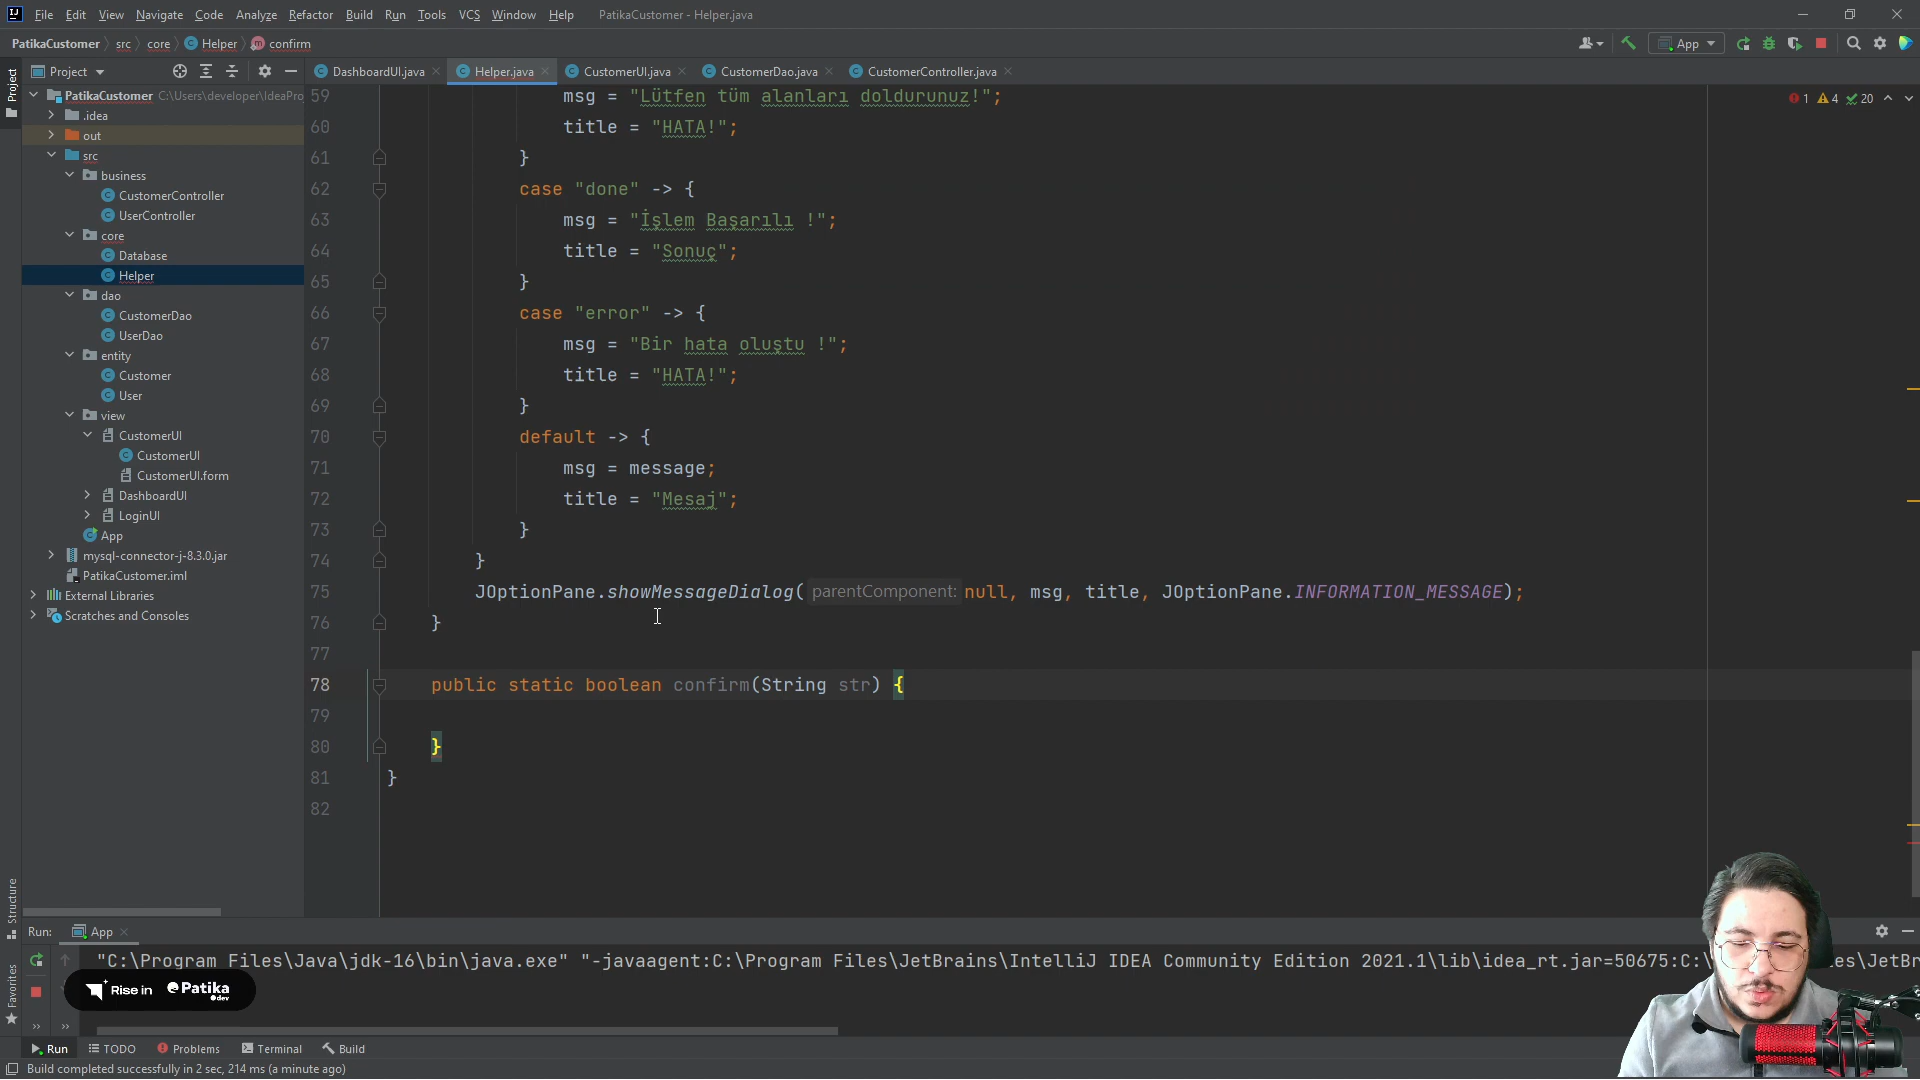 File Edit View Navigate Code Analyze Refactor Build Run Tools VCS Window Help PatikaCustomer - Helper.java
PatikaCustomer src core Helper confirm
App
Project
DashboardUI.java Helper.java CustomerUI.java CustomerDao.java CustomerController.java
PatikaCustomer C:\Users\developer\IdeaPro
.idea
out
src
business
CustomerController
UserController
core
Database
Helper
dao
CustomerDao
UserDao
entity
Customer
User
view
CustomerUI
CustomerUI
CustomerUI.form
DashboardUI
LoginUI
App
mysql-connector-j-8.3.0.jar
PatikaCustomer.iml
External Libraries
Scratches and Consoles
Project
Structure
Favorites
1 4 20
59 msg = "Lütfen tüm alanları doldurunuz!";
60 title = "HATA!";
61 }
62 case "done" -> {
63 msg = "İşlem Başarılı !";
64 title = "Sonuç";
65 }
66 case "error" -> {
67 msg = "Bir hata oluştu !";
68 title = "HATA!";
69 }
70 default -> {
71 msg = message;
72 title = "Mesaj";
73 }
74 }
75 JOptionPane.showMessageDialog( parentComponent: null, msg, title, JOptionPane.INFORMATION_MESSAGE);
76 }
77
78 public static boolean confirm(String str) {
79
80 }
81 }
82
Run: App
"C:\Program Files\Java\jdk-16\bin\java.exe" "-javaagent:C:\Program Files\JetBrains\IntelliJ IDEA Community Edition 2021.1\lib\idea_rt.jar=50675:C:\ es\JetBr
Rise in Patika.dev
Run TODO Problems Terminal Build
Build completed successfully in 2 sec, 214 ms (a minute ago)